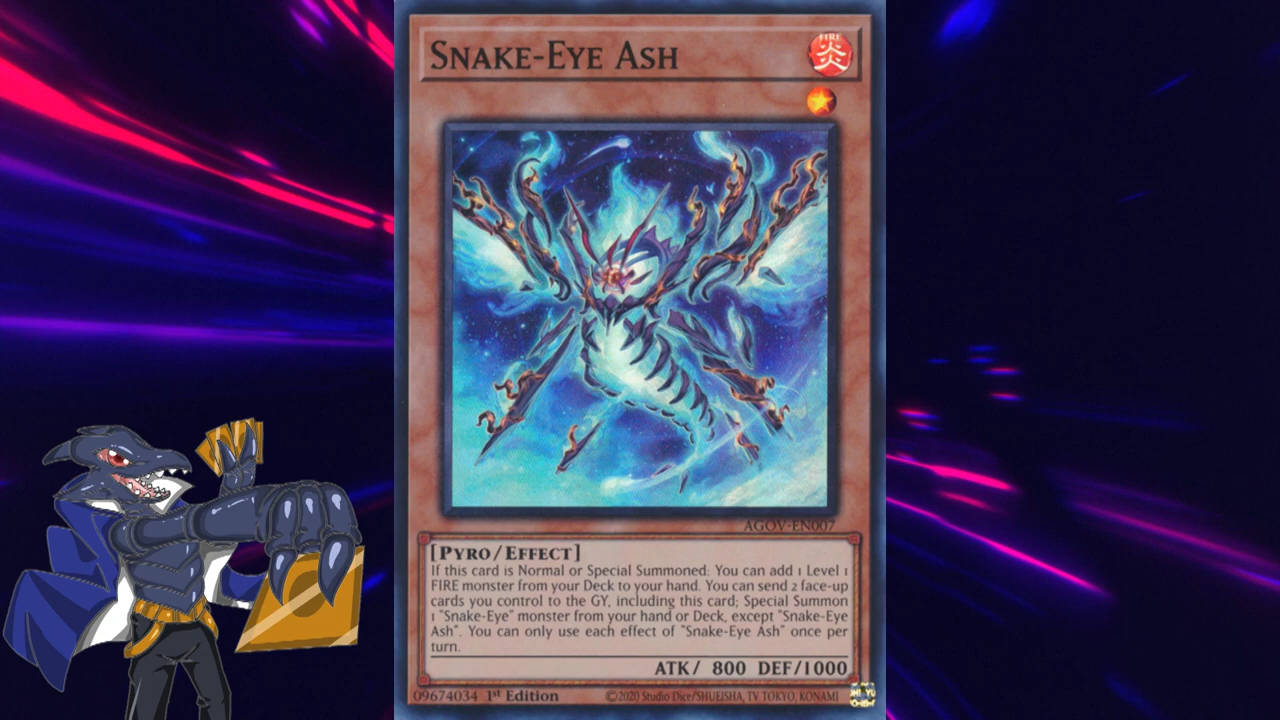 Snake-Eye Ash
FIRE
炎
AGOV-EN007
[Pyro/Effect]
If this card is Normal or Special Summoned: You can add 1 Level 1
FIRE monster from your Deck to your hand. You can send 2 face-up
cards you control to the GY, including this card; Special Summon
1 "Snake-Eye" monster from your hand or Deck, except "Snake-Eye
Ash". You can only use each effect of "Snake-Eye Ash" once per
turn.
ATK/ 800 DEF/1000
09674034 1st Edition ©2020 Studio Dice/SHUEISHA, TV TOKYO, KONAMI